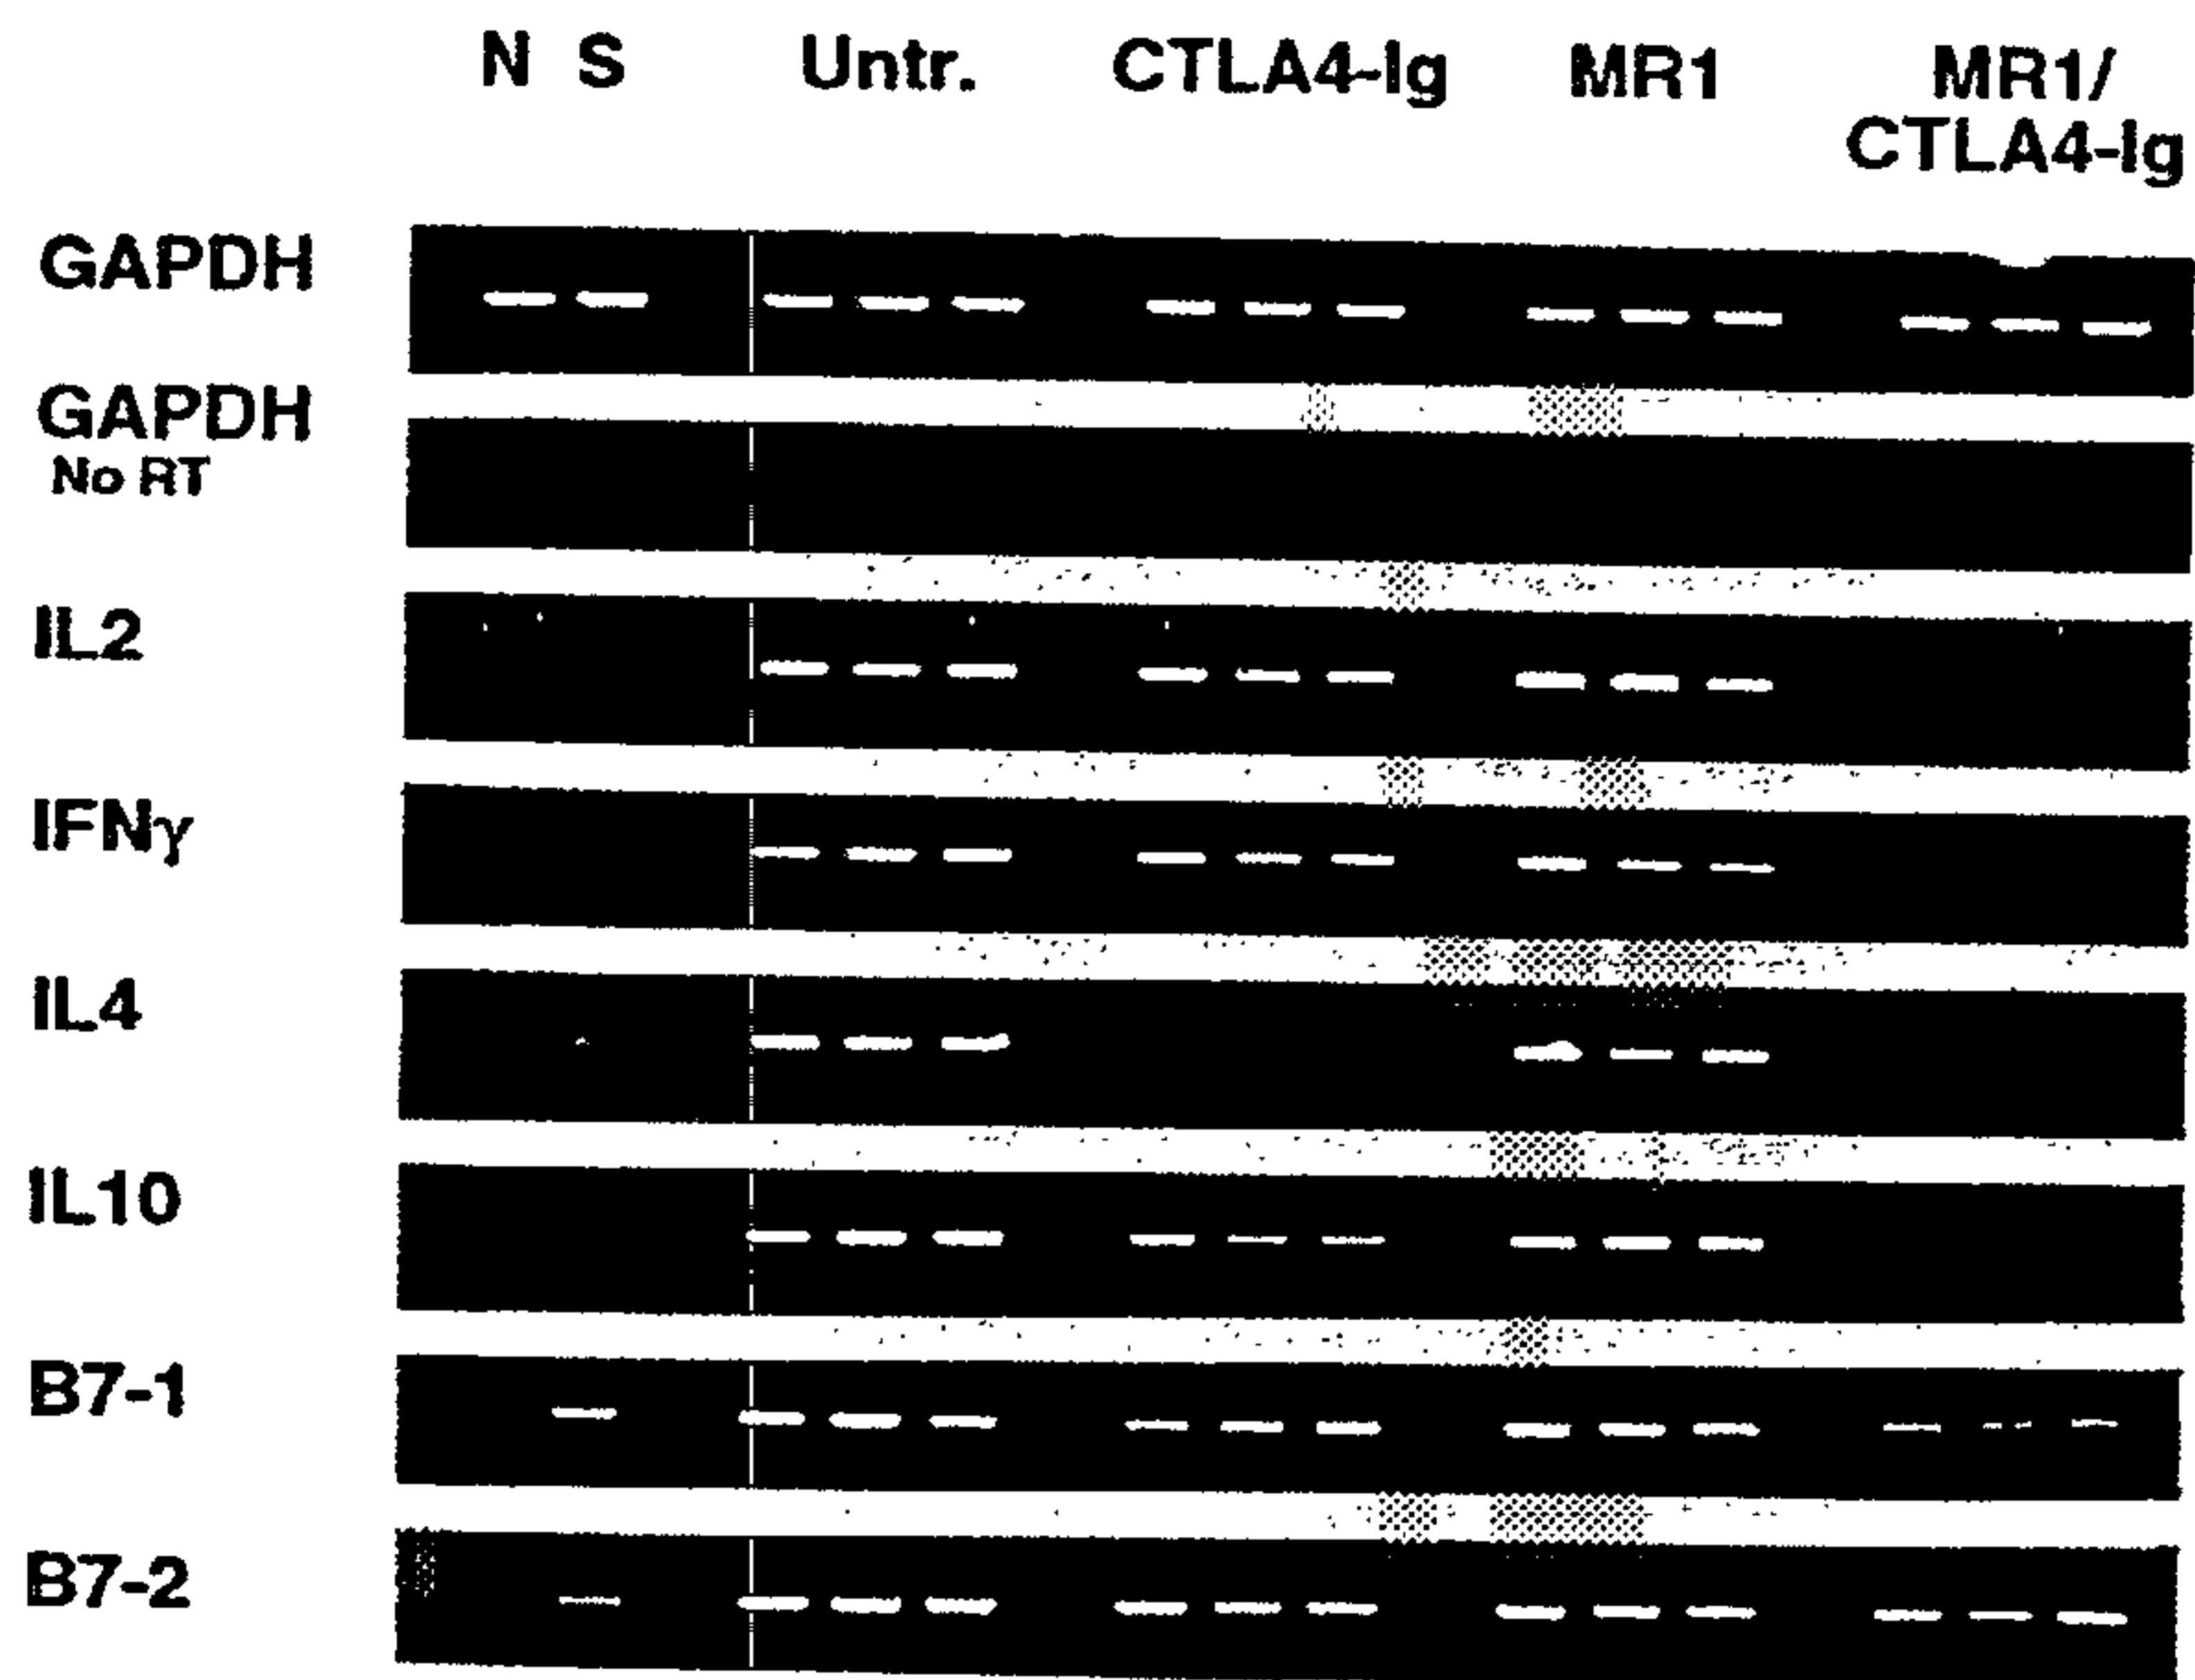 N S Untr. CTLA4-Ig MR1 MR1/
CTLA4-Ig
GAPDH
GAPDH
No RT
IL2
IFNγ
IL4
IL10
B7-1
B7-2